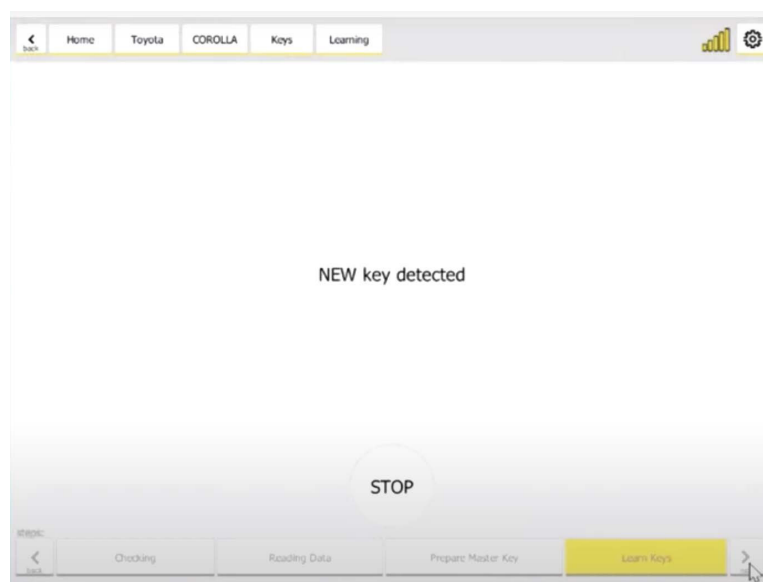 back
Home
Toyota
COROLLA
Keys
Learning
NEW key detected
STOP
steps:
back
Checking
Reading Data
Prepare Master Key
Learn Keys